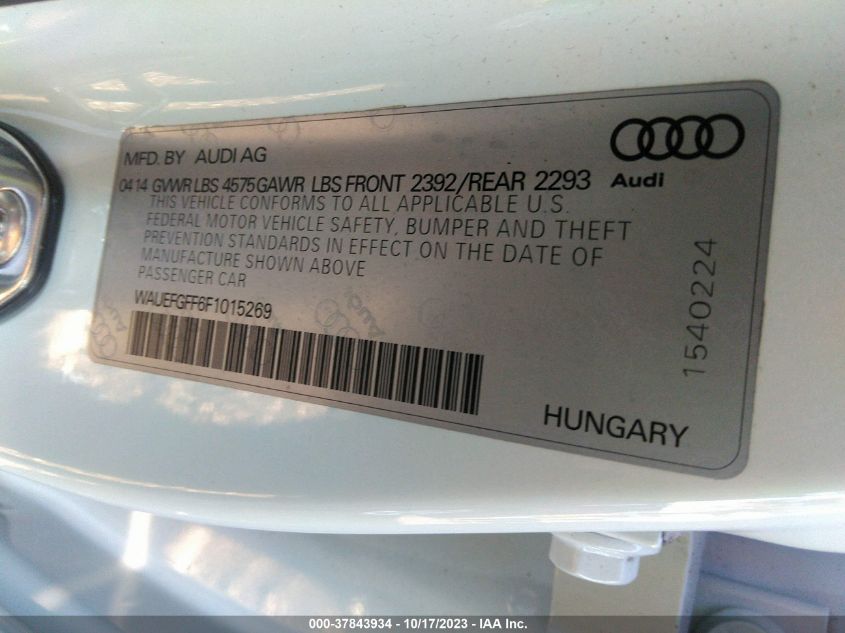 MFD. BY AUDI AG
Audi
0414 GVWR LBS 4575 GAWR LBS FRONT 2392/REAR 2293
THIS VEHICLE CONFORMS TO ALL APPLICABLE U.S.
FEDERAL MOTOR VEHICLE SAFETY, BUMPER AND THEFT
PREVENTION STANDARDS IN EFFECT ON THE DATE OF
MANUFACTURE SHOWN ABOVE
PASSENGER CAR
WAUEFGFF6F1015269
1540224
HUNGARY
000-37843934 - 10/17/2023 - IAA Inc.